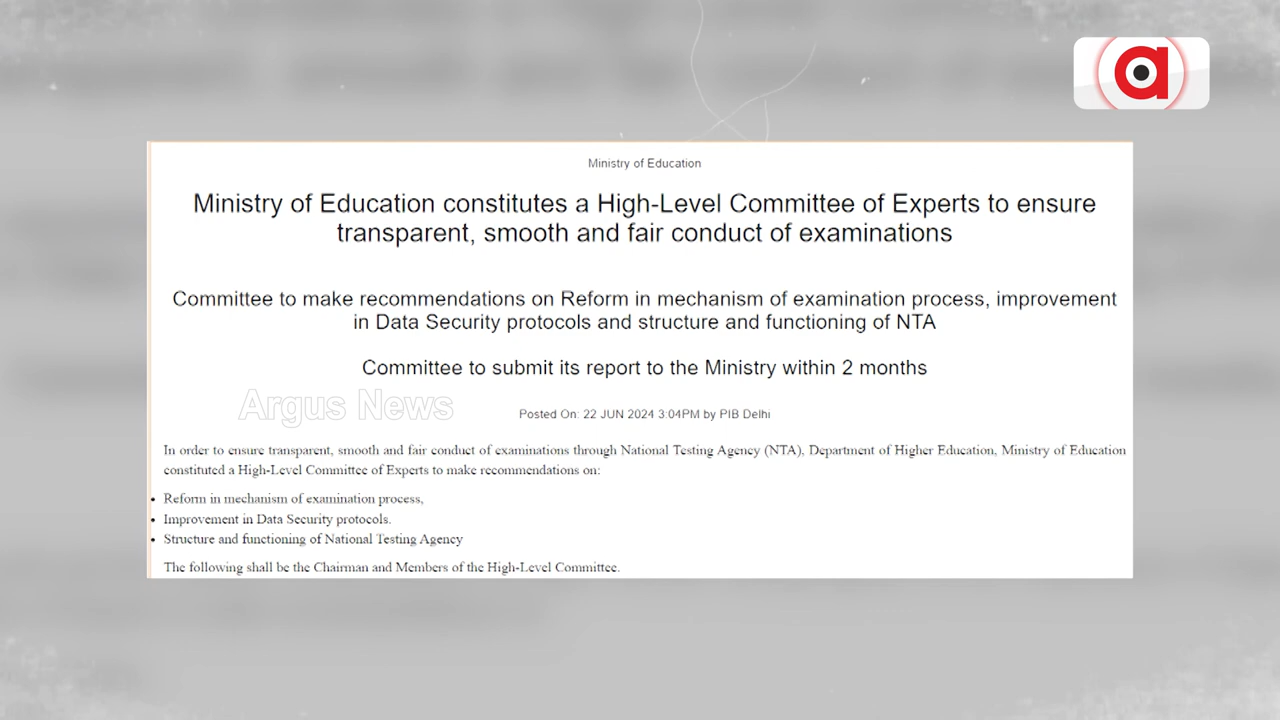 a
Ministry of Education
Ministry of Education constitutes a High-Level Committee of Experts to ensure
transparent, smooth and fair conduct of examinations
Committee to make recommendations on Reform in mechanism of examination process, improvement
in Data Security protocols and structure and functioning of NTA
Committee to submit its report to the Ministry within 2 months
Argus News
Posted On: 22 JUN 2024 3:04PM by PIB Delhi
In order to ensure transparent, smooth and fair conduct of examinations through National Testing Agency (NTA), Department of Higher Education, Ministry of Education
constituted a High-Level Committee of Experts to make recommendations on:
• Reform in mechanism of examination process,
• Improvement in Data Security protocols.
• Structure and functioning of National Testing Agency
The following shall be the Chairman and Members of the High-Level Committee.